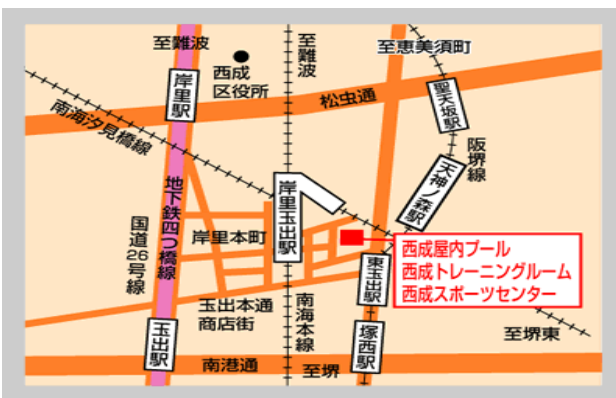 至難波
至難波
至恵美須町
西成
区役所
岸里駅
松虫通
聖天坂駅
南海汐見橋線
阪堺線
天神ノ森駅
地下鉄四つ橋線
岸里玉出駅
国道26号線
岸里本町
西成屋内プール
西成トレーニングルーム
西成スポーツセンター
東玉出駅
玉出本通
商店街
南海本線
玉出駅
塚西駅
至堺東
南港通
至堺